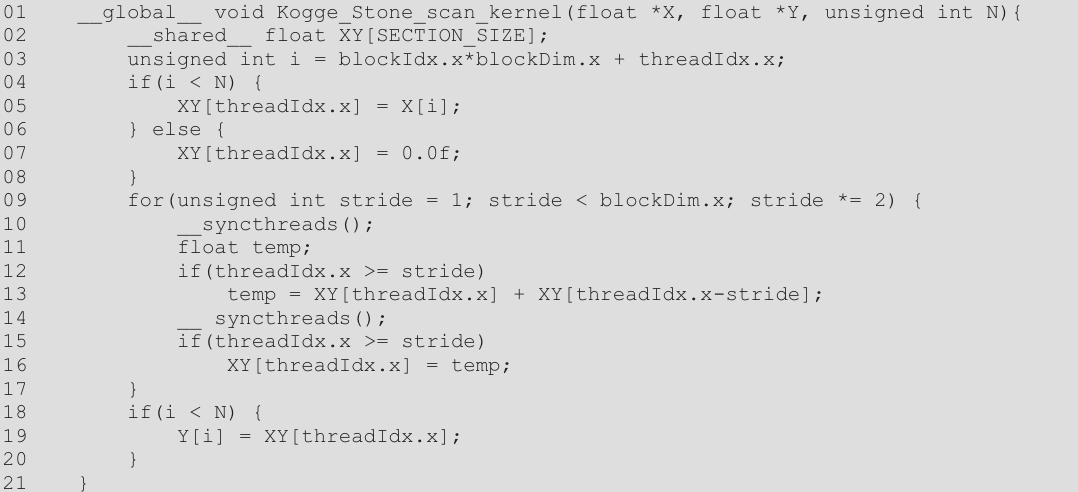 01    __global__ void Kogge_Stone_scan_kernel(float *X, float *Y, unsigned int N){
02        __shared__ float XY[SECTION_SIZE];
03        unsigned int i = blockIdx.x*blockDim.x + threadIdx.x;
04        if(i < N) {
05            XY[threadIdx.x] = X[i];
06        } else {
07            XY[threadIdx.x] = 0.0f;
08        }
09        for(unsigned int stride = 1; stride < blockDim.x; stride *= 2) {
10            __syncthreads();
11            float temp;
12            if(threadIdx.x >= stride)
13                temp = XY[threadIdx.x] + XY[threadIdx.x-stride];
14            __ syncthreads();
15            if(threadIdx.x >= stride)
16                XY[threadIdx.x] = temp;
17        }
18        if(i < N) {
19            Y[i] = XY[threadIdx.x];
20        }
21    }